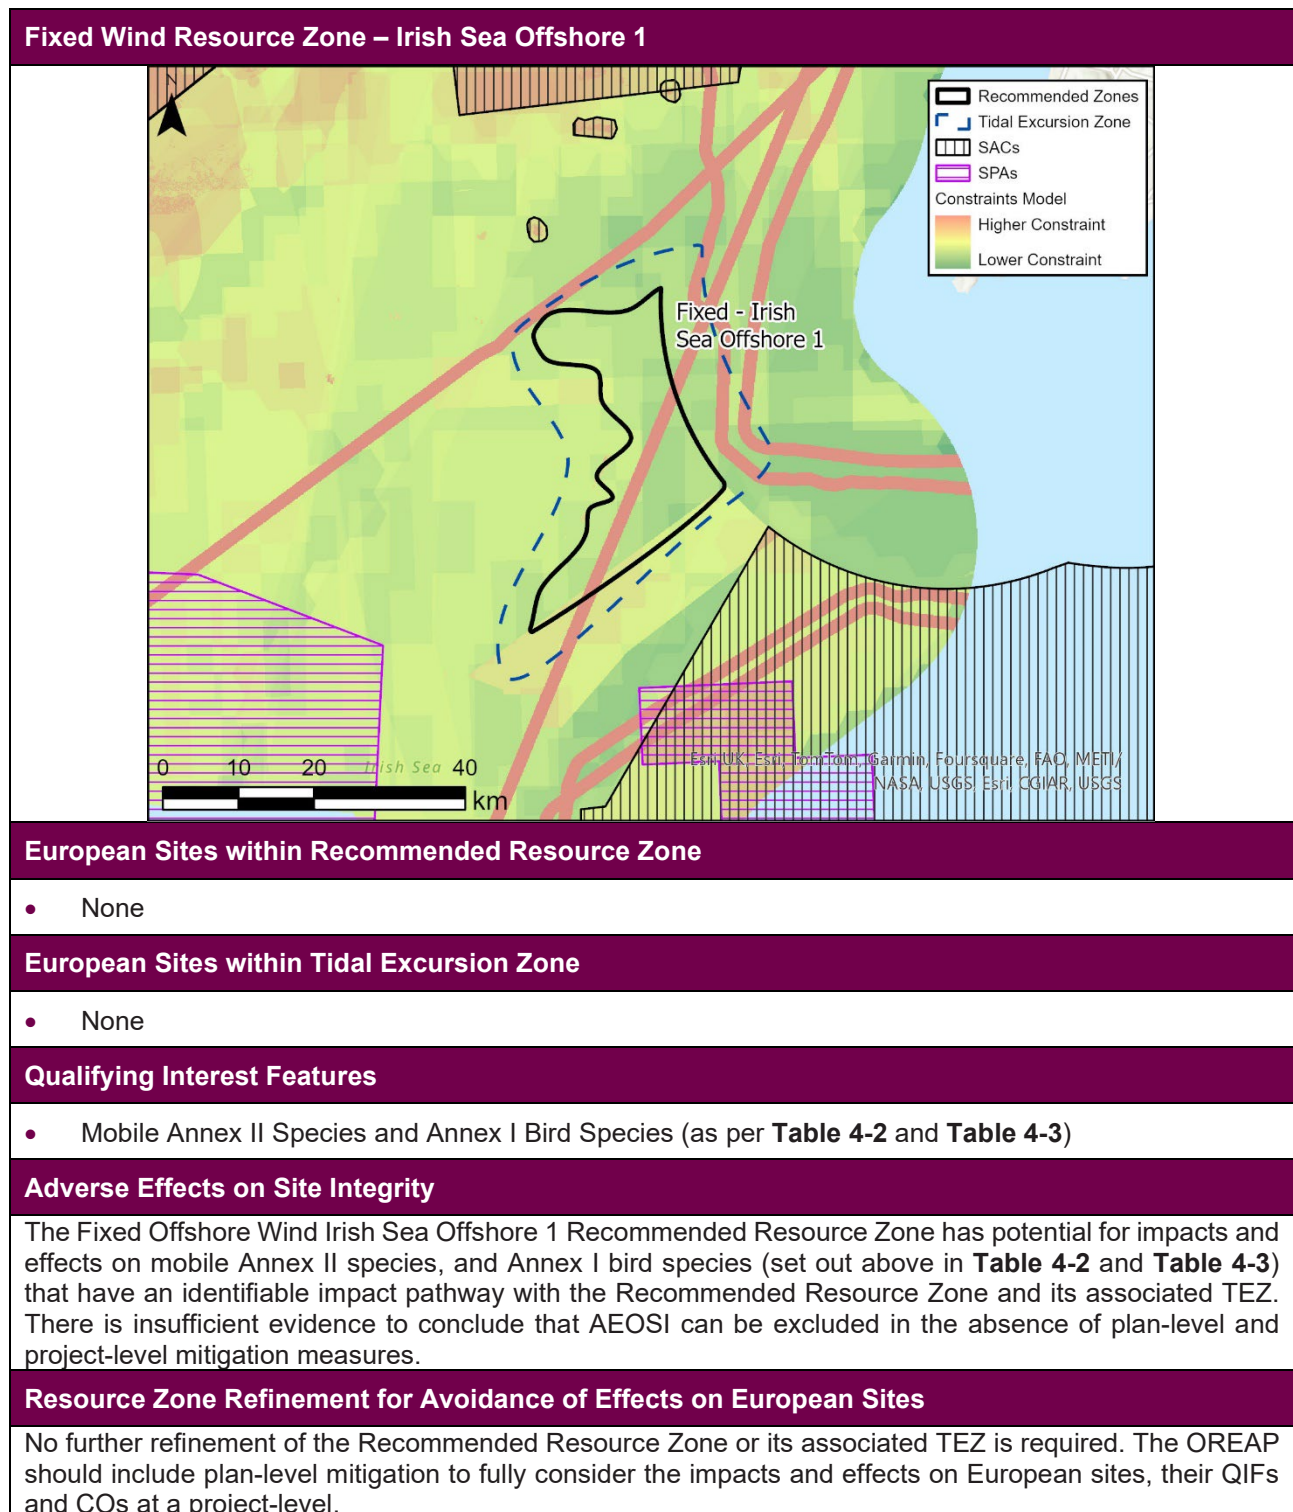 Fixed Wind Resource Zone – Irish Sea Offshore 1
N
Recommended Zones
Tidal Excursion Zone
SACs
SPAs
Constraints Model
Higher Constraint
Lower Constraint
Fixed - Irish
Sea Offshore 1
Irish Sea
0 10 20 40
km
Esri UK, Esri, TomTom, Garmin, Foursquare, FAO, METI/
NASA, USGS, Esri, CGIAR, USGS
European Sites within Recommended Resource Zone
• None
European Sites within Tidal Excursion Zone
• None
Qualifying Interest Features
• Mobile Annex II Species and Annex I Bird Species (as per Table 4-2 and Table 4-3)
Adverse Effects on Site Integrity
The Fixed Offshore Wind Irish Sea Offshore 1 Recommended Resource Zone has potential for impacts and
effects on mobile Annex II species, and Annex I bird species (set out above in Table 4-2 and Table 4-3)
that have an identifiable impact pathway with the Recommended Resource Zone and its associated TEZ.
There is insufficient evidence to conclude that AEOSI can be excluded in the absence of plan-level and
project-level mitigation measures.
Resource Zone Refinement for Avoidance of Effects on European Sites
No further refinement of the Recommended Resource Zone or its associated TEZ is required. The OREAP
should include plan-level mitigation to fully consider the impacts and effects on European sites, their QIFs
and COs at a project-level.